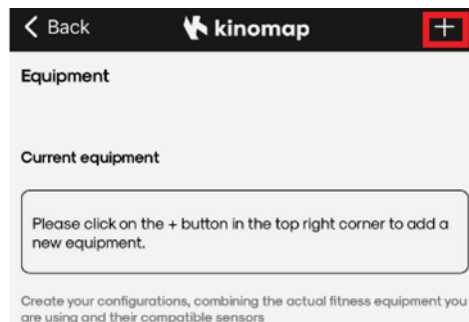 Back kinomap +
Equipment
Current equipment
Please click on the + button in the top right corner to add a
new equipment.
Create your configurations, combining the actual fitness equipment you
are using and their compatible sensors